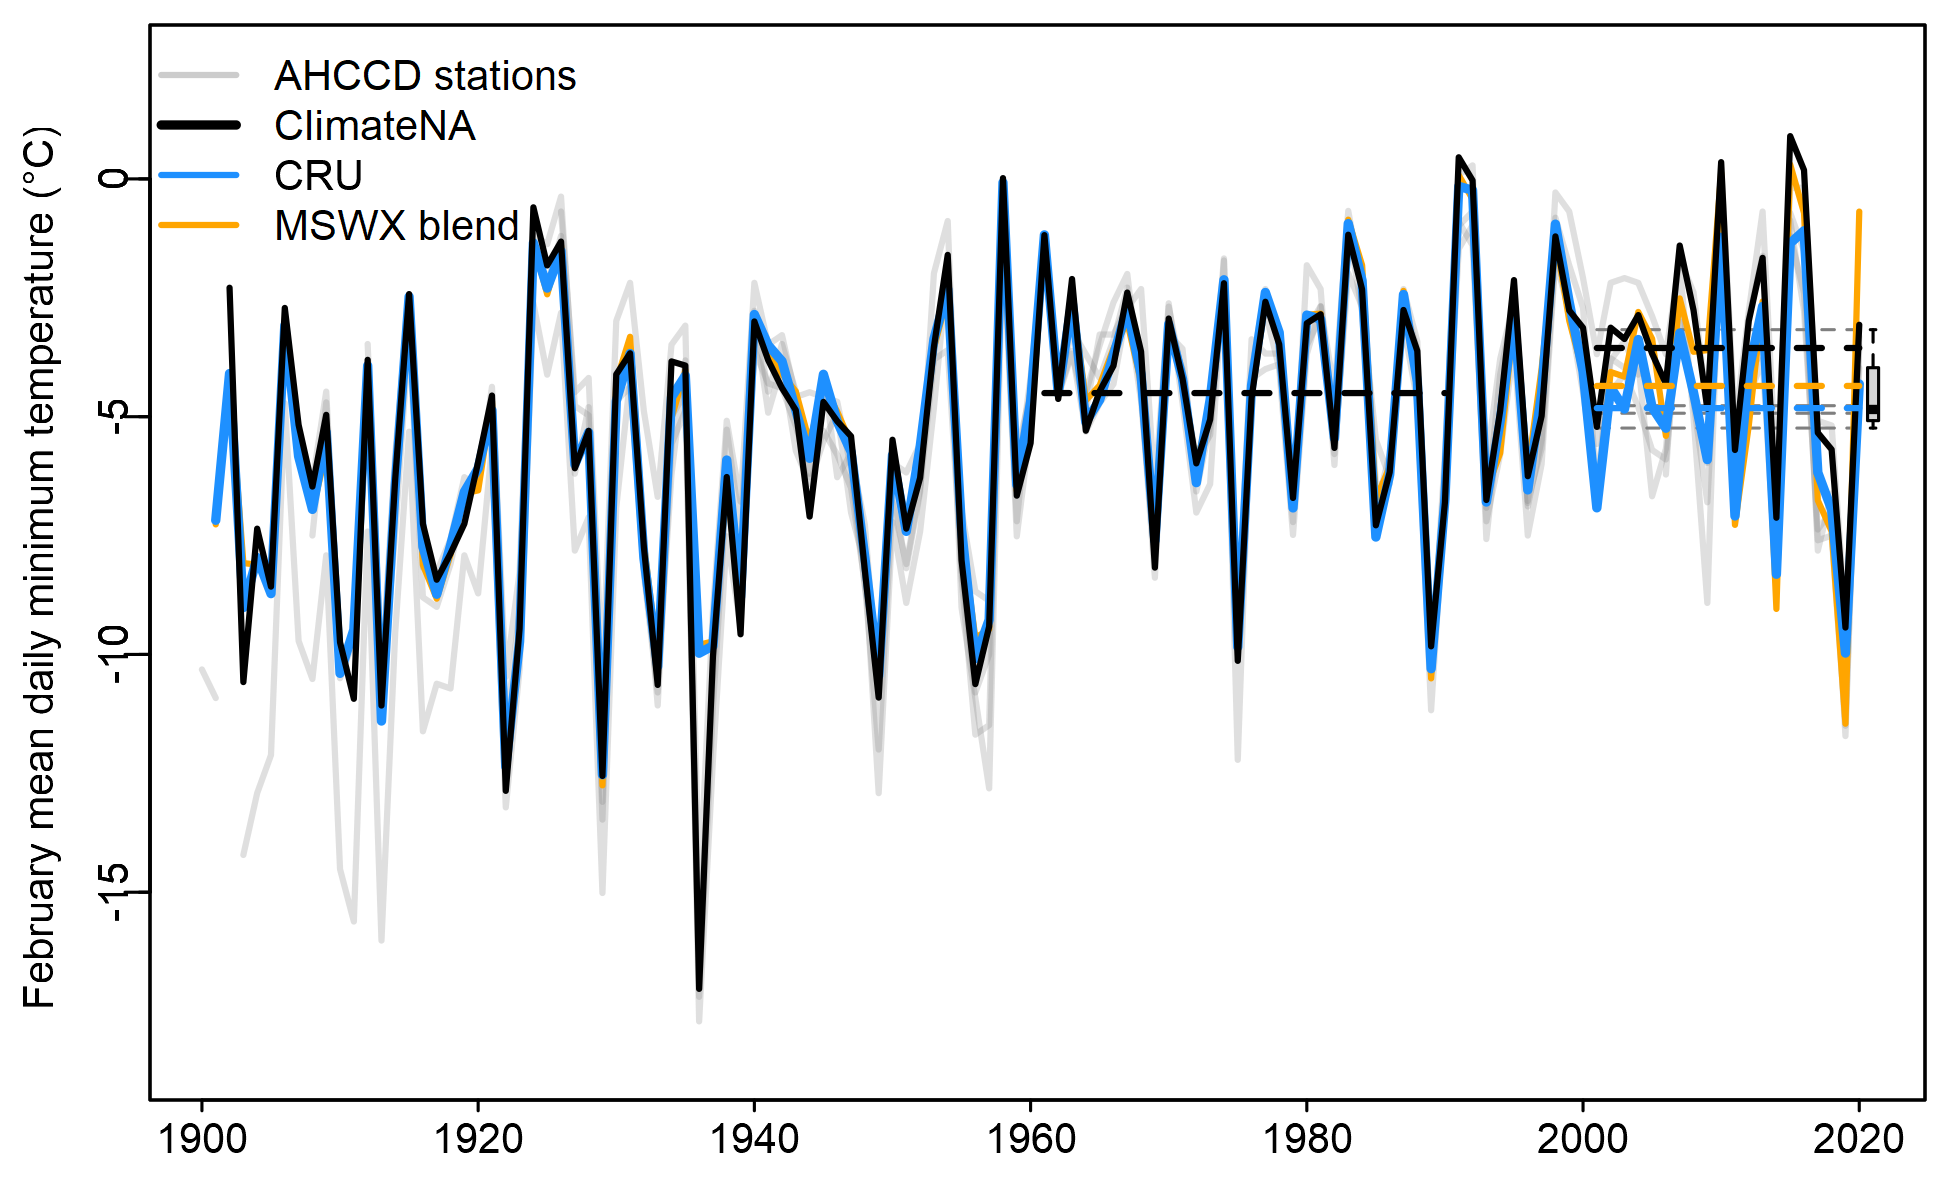 AHCCD stations
ClimateNA
CRU
MSWX blend
February mean daily minimum temperature (°C)
0
-5
-10
-15
1900
1920
1940
1960
1980
2000
2020